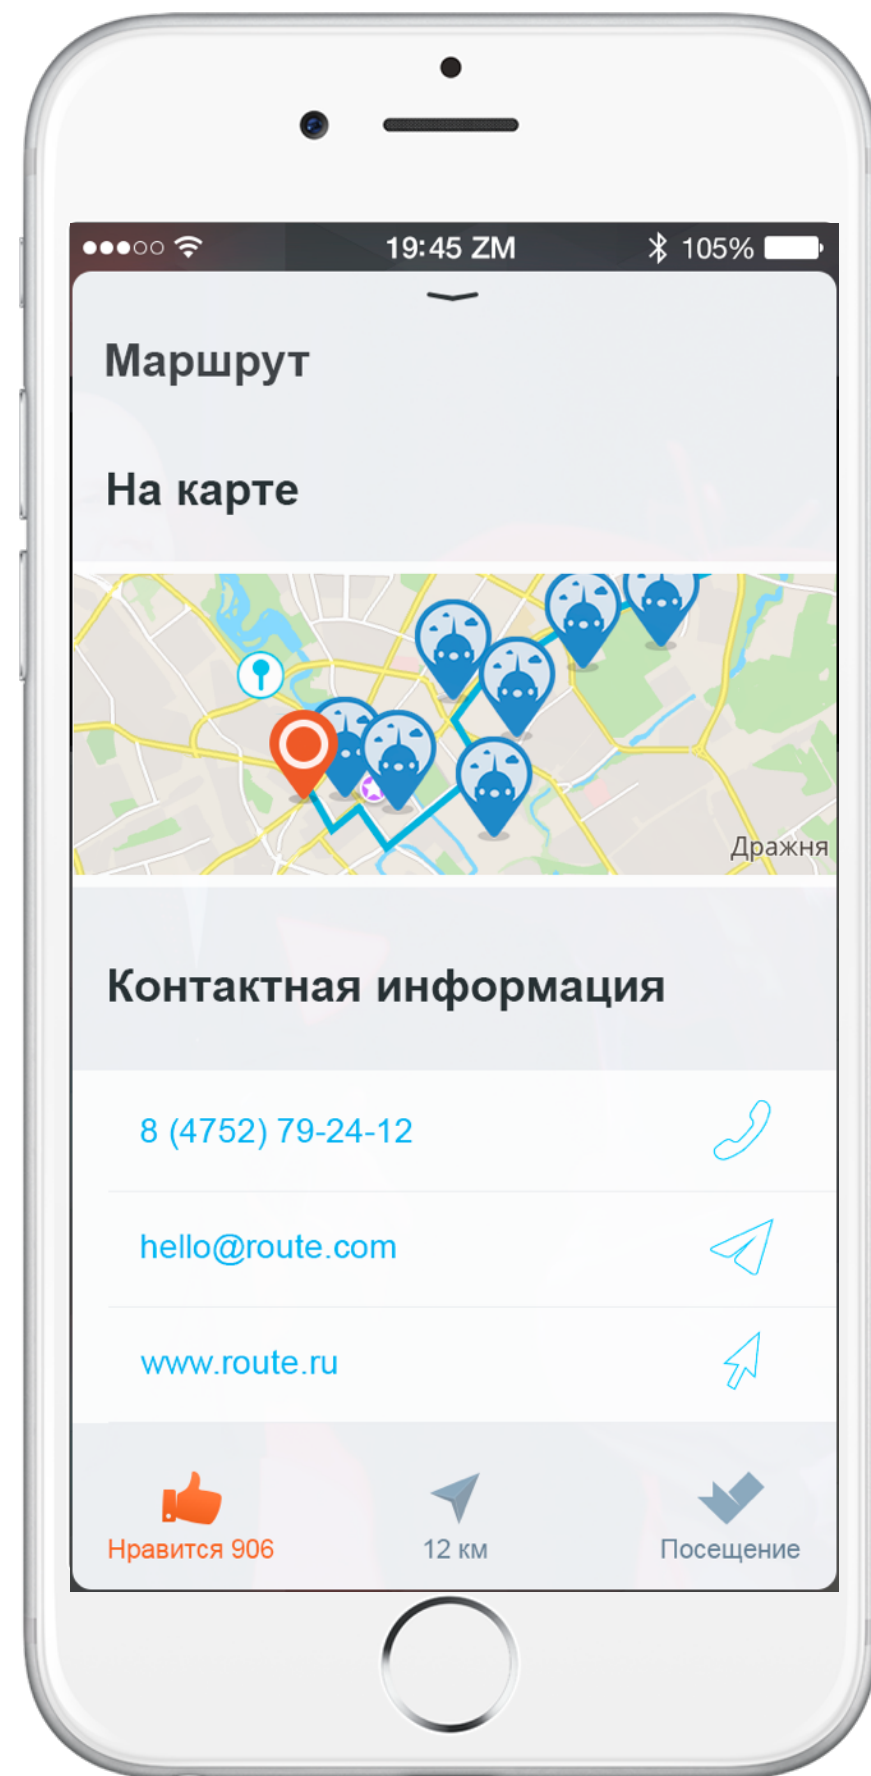 19:45 ZM
105%
Маршрут
На карте
Дражня
Контактная информация
8 (4752) 79-24-12
hello@route.com
www.route.ru
Нравится 906
12 км
Посещение